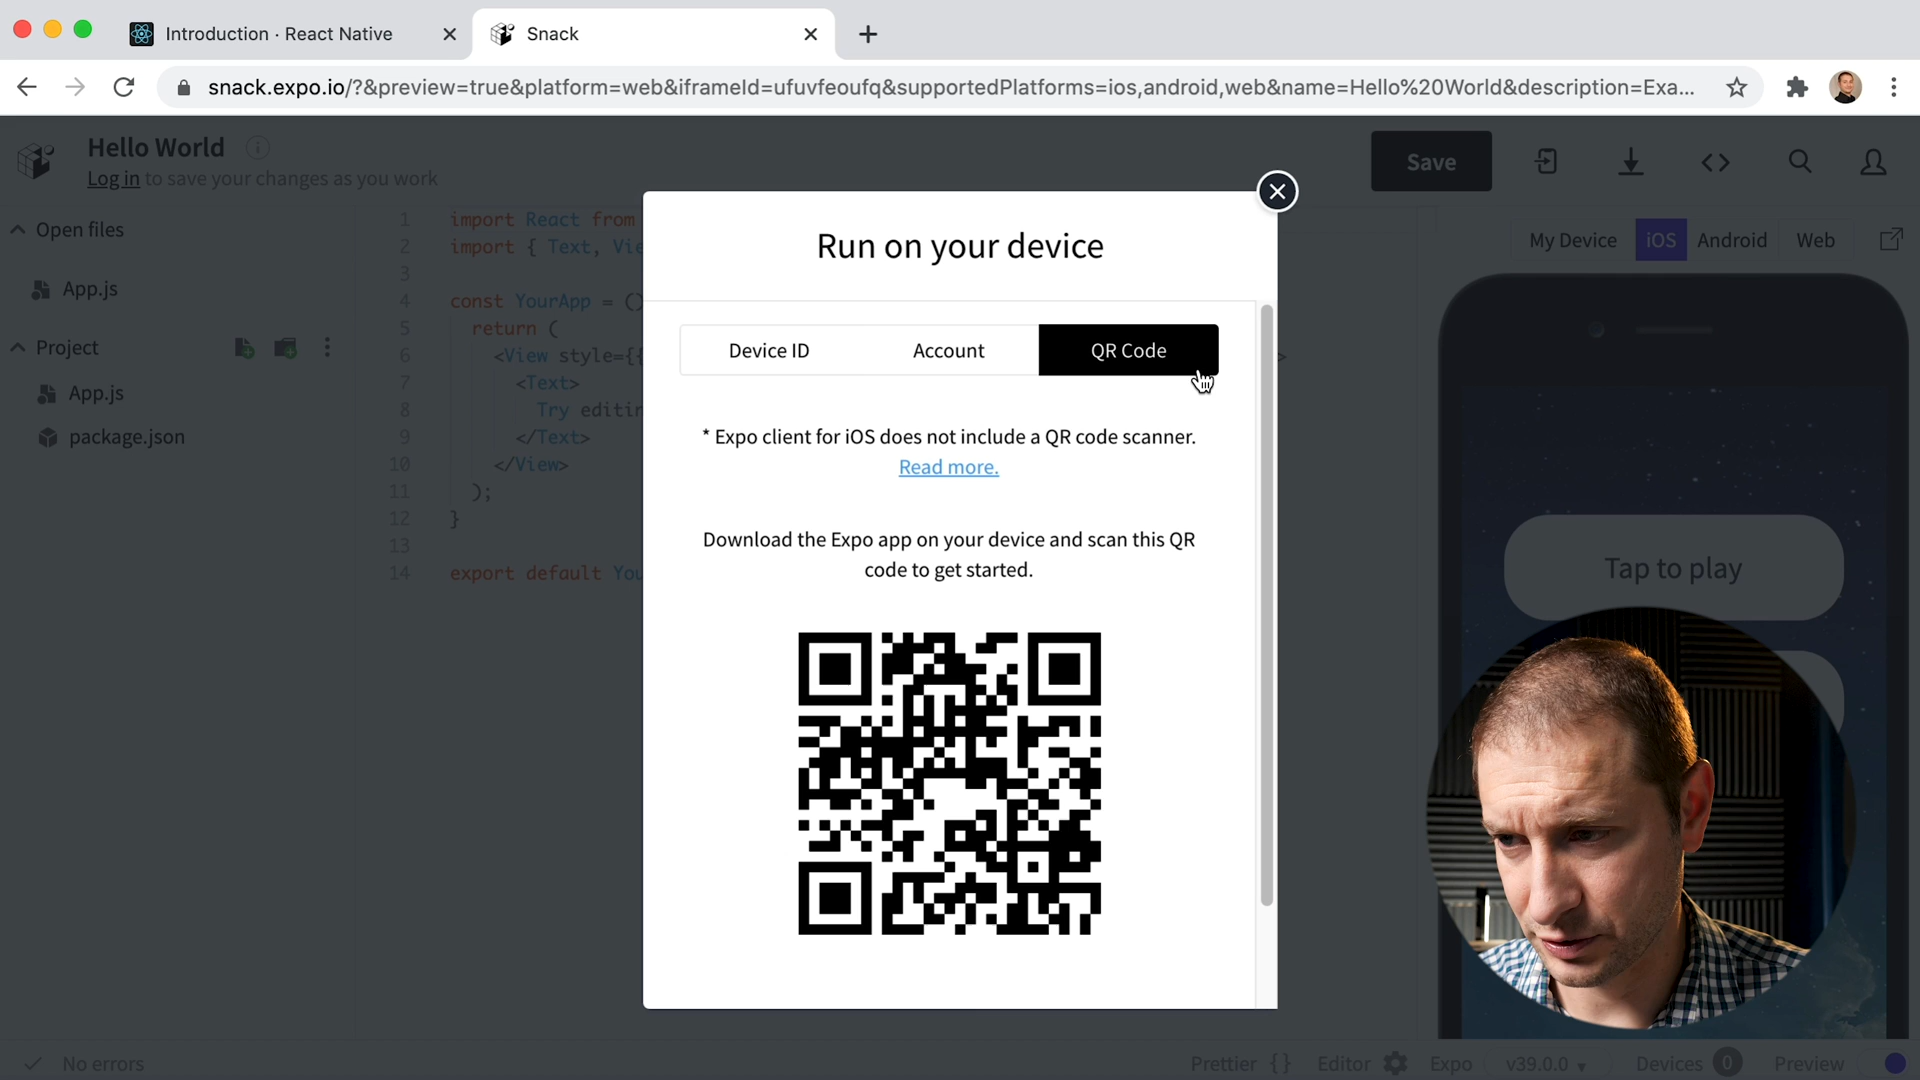 Introduction · React Native
Snack
snack.expo.io/?&preview=true&platform=web&iframeId=ufuvfeoufq&supportedPlatforms=ios,android,web&name=Hello%20World&description=Exa...
Hello World
Log in to save your changes as you work
Save
Open files
App.js
Project
App.js
package.json
1 import React from
2 import { Text, Vie
3
4 const YourApp = ()
5 return (
6 <View style={{ >
7 <Text>
8 Try editin
9 </Text>
10 </View>
11 );
12 }
13
14 export default You
Run on your device
Device ID Account QR Code
* Expo client for iOS does not include a QR code scanner.
Read more.
Download the Expo app on your device and scan this QR
code to get started.
My Device iOS Android Web
Tap to play
No errors
Prettier {} Editor Expo v39.0.0 Devices 0 Preview